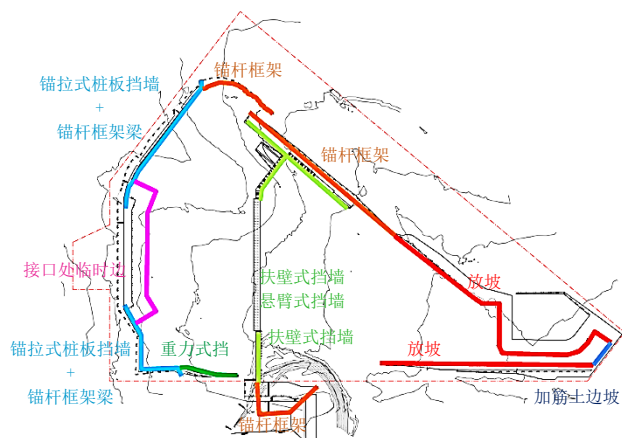 锚杆框架
锚拉式桩板挡墙
+
锚杆框架梁
锚杆框架
接口处临时边
扶壁式挡墙
悬臂式挡墙
放坡
扶壁式挡墙
锚拉式桩板挡墙
+
锚杆框架梁
重力式挡
放坡
加筋土边坡
锚杆框架